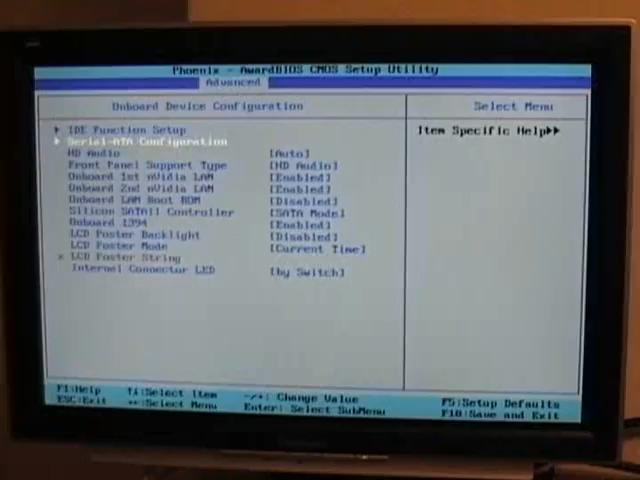 Phoenix - AwardBIOS CMOS Setup Utility
Advanced
Onboard Device Configuration
Select Menu
IDE Function Setup
Item Specific Help
Serial-ATA Configuration
HD Audio [Auto]
Front Panel Support Type [HD Audio]
Onboard 1st nVidia LAN [Enabled]
Onboard 2nd nVidia LAN [Enabled]
Onboard LAN Boot ROM [Disabled]
Silicon SATAII Controller [SATA Mode]
Onboard 1394 [Enabled]
LCD Poster Backlight [Disabled]
LCD Poster Mode [Current Time]
x LCD Poster String
Internal Connector LED [by Switch]
F1:Help ↑↓:Select Item -/+: Change Value F5:Setup Defaults
ESC:Exit ↔:Select Menu Enter: Select SubMenu F10:Save and Exit